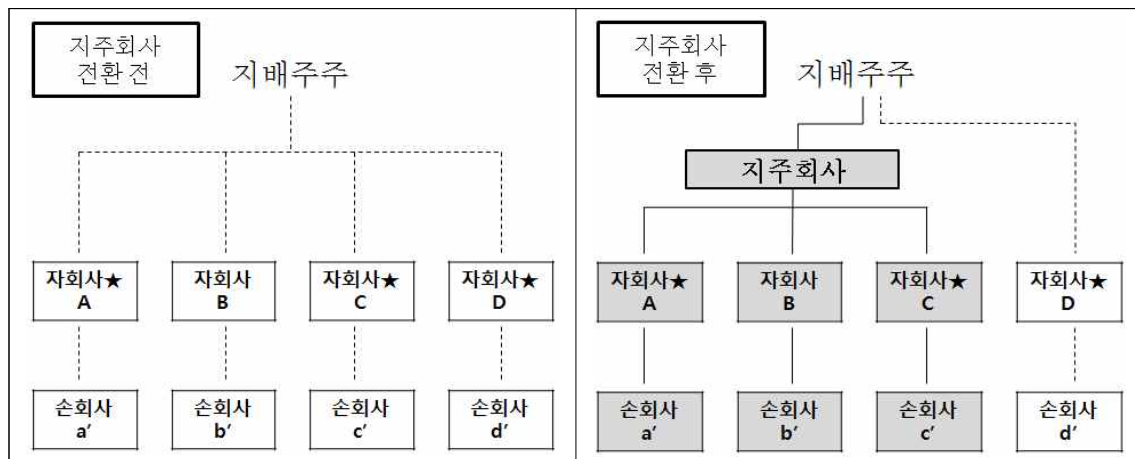 지주회사
전환 전
지배주주
자회사★
A
자회사
B
자회사★
C
자회사★
D
손회사
a′
손회사
b′
손회사
c′
손회사
d′
지주회사
전환 후
지배주주
지주회사
자회사★
A
자회사
B
자회사★
C
자회사★
D
손회사
a′
손회사
b′
손회사
c′
손회사
d′